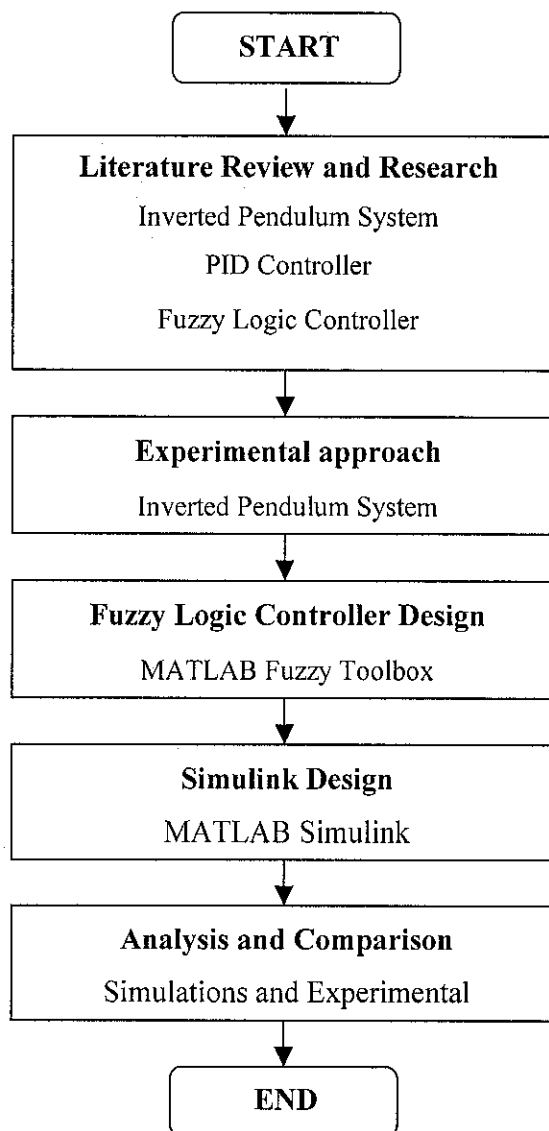 START
Literature Review and Research
Inverted Pendulum System
PID Controller
Fuzzy Logic Controller
Experimental approach
Inverted Pendulum System
Fuzzy Logic Controller Design
MATLAB Fuzzy Toolbox
Simulink Design
MATLAB Simulink
Analysis and Comparison
Simulations and Experimental
END